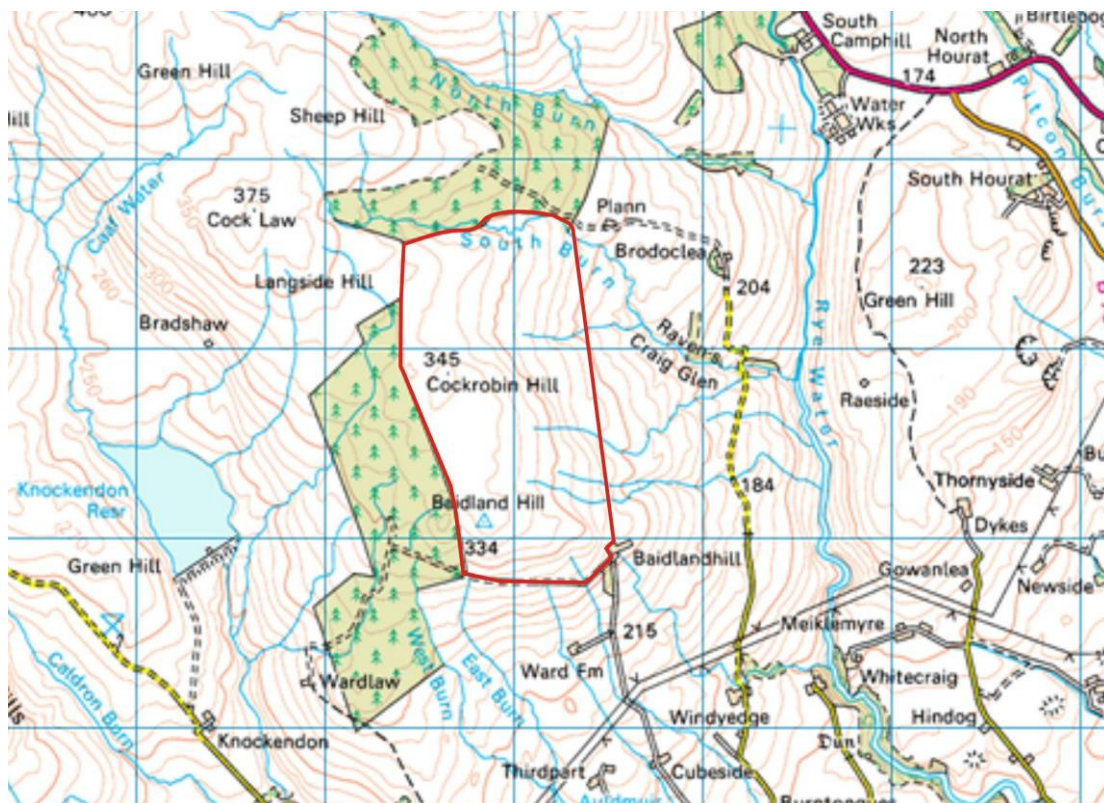 Green Hill
Sheep Hill
North Burn
South
Camphill
North
Hourat
174
Water
Wks
South Hourat
Pitcon Burn
Caaf Water
375
Cock Law
350
300
260
250
Langside Hill
Bradshaw
South Burn
Plann
Brodoclea
204
Rye Water
223
Green Hill
200
Raven's
Craig Glen
345
Cockrobin Hill
Raeside
190
150
Knockendon
Resr
270
Green Hill
Baidland Hill
334
184
Thornyside
Dykes
Baidlandhill
Gowanlea
Newside
Meiklemyre
215
Ward Fm
Whitecraig
Wardlaw
West Burn
East Burn
Windyedge
Hindog
Dun
Caldron Burn
Knockendon
Thirdpart
Cubeside
Auldmuir